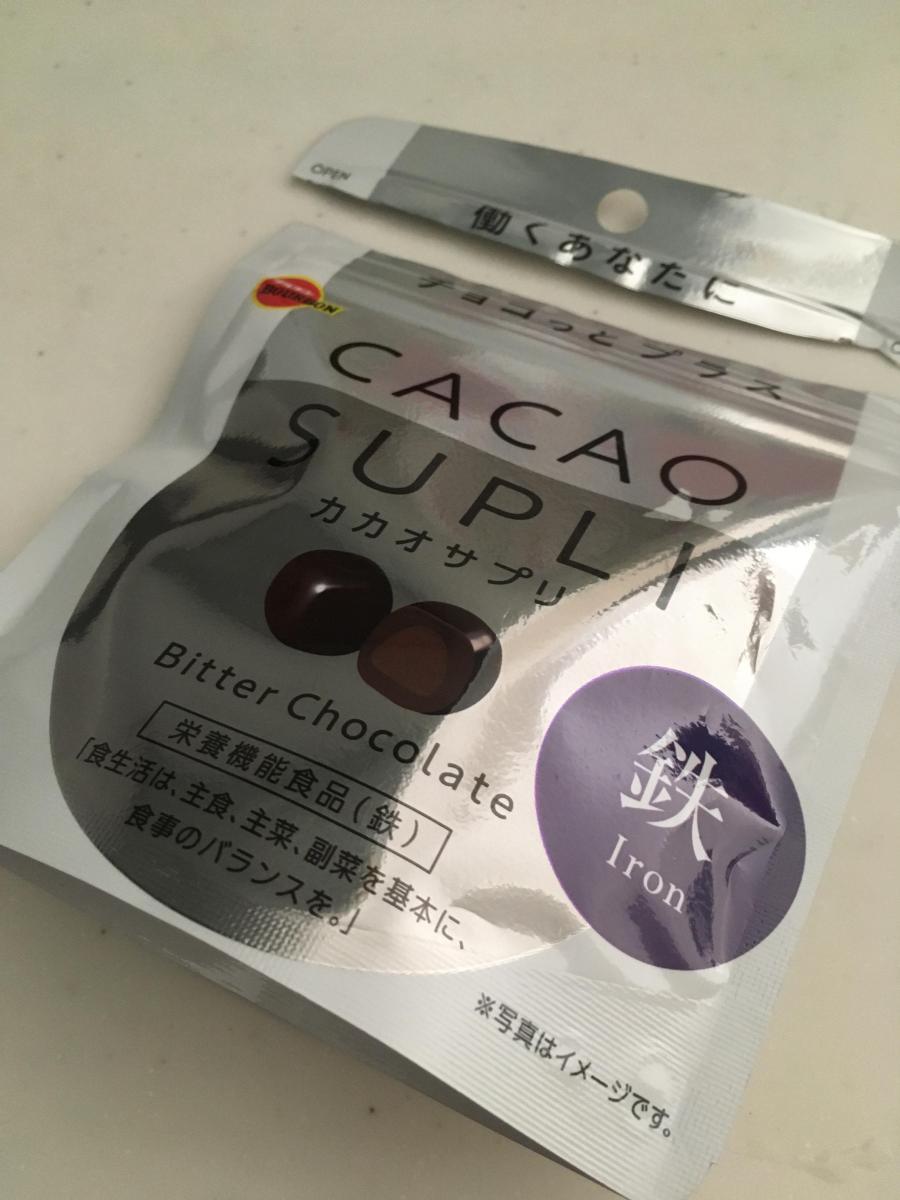 OPEN
働くあなたに
BOURBON
チョコっとプラス
CACAO
SUPLI
カカオサプリ
Bitter Chocolate
栄養機能食品(鉄)
「食生活は、主食、主菜、副菜を基本に、
食事のバランスを。」
鉄
Iron
※写真はイメージです。